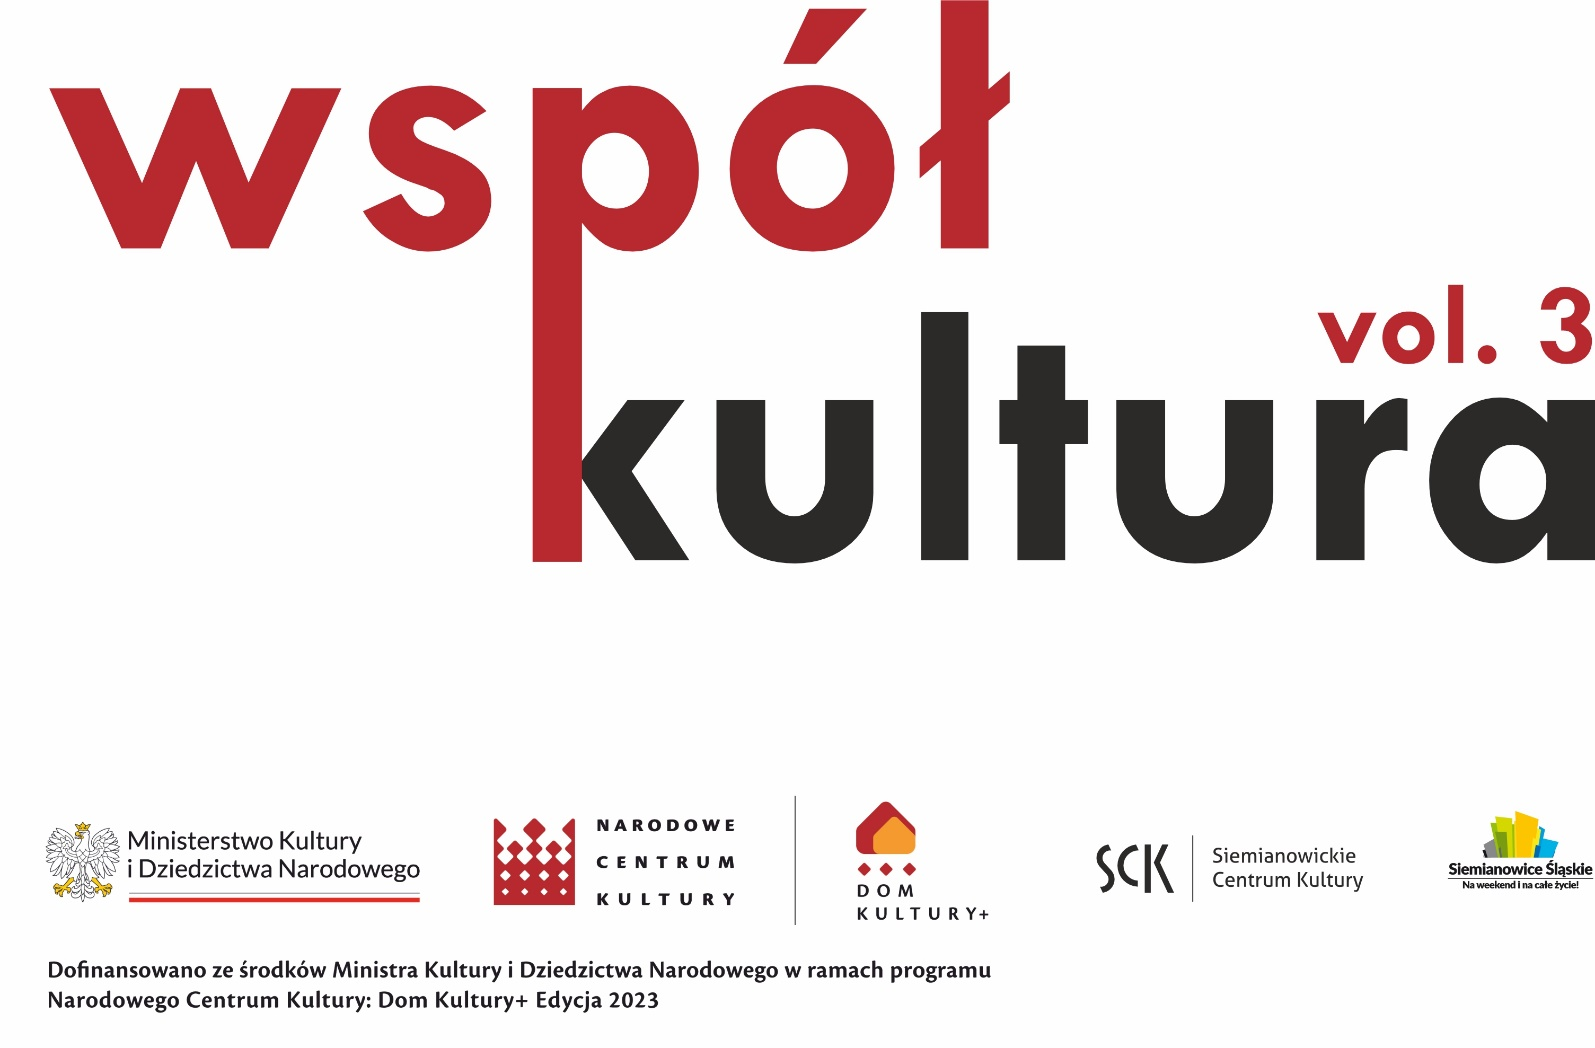 współ
vol. 3
kultura
Ministerstwo Kultury
i Dziedzictwa Narodowego
NARODOWE
CENTRUM
KULTURY
DOM
KULTURY+
SCK
Siemianowickie
Centrum Kultury
Siemianowice Śląskie
Na weekend i na całe życie!
Dofinansowano ze środków Ministra Kultury i Dziedzictwa Narodowego w ramach programu
Narodowego Centrum Kultury: Dom Kultury+ Edycja 2023